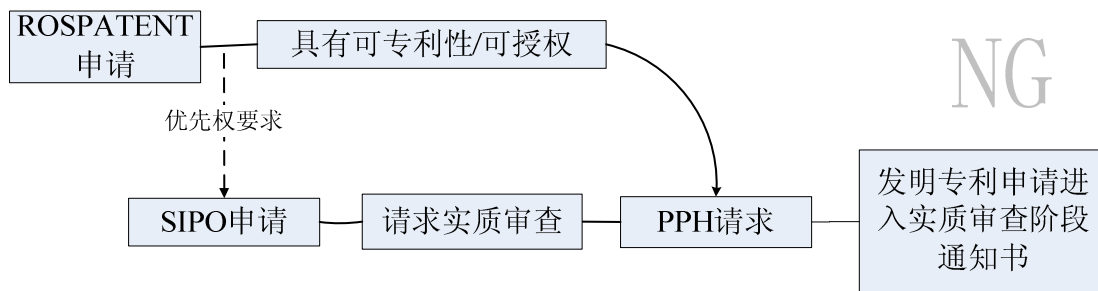 ROSPATENT
申请
具有可专利性/可授权
NG
优先权要求
SIPO申请
请求实质审查
PPH请求
发明专利申请进
入实质审查阶段
通知书